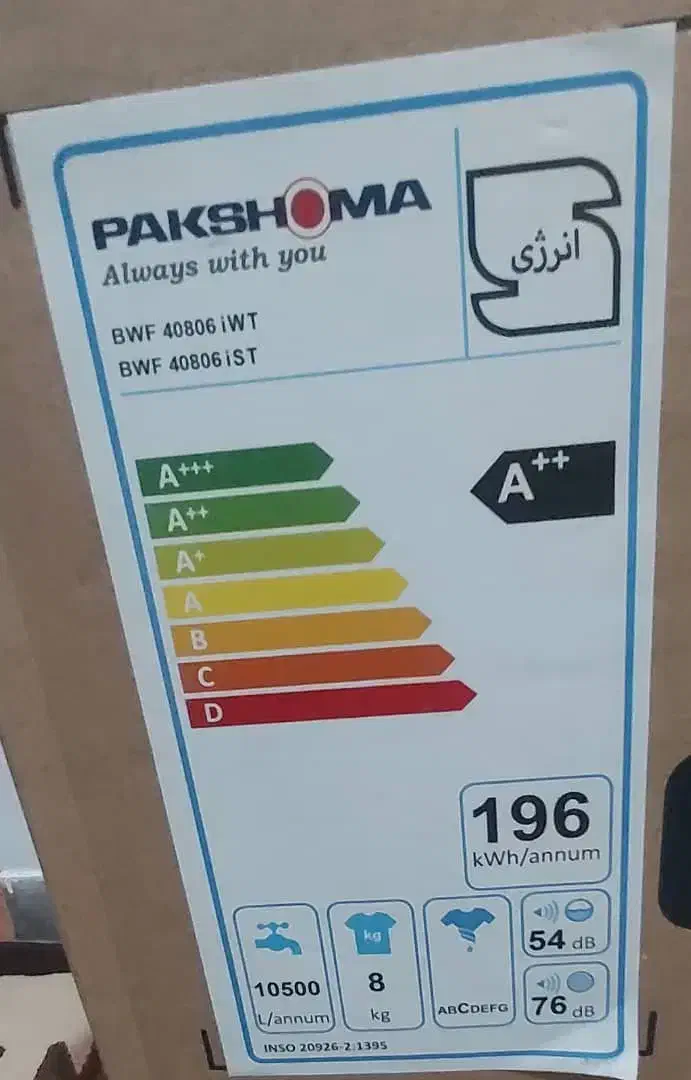 PAKSHOMA
Always with you
انرژی
BWF 40806 iWT
BWF 40806 iST
A+++
A++
A++
A+
A
B
C
D
196
kWh/annum
10500
L/annum
kg
8
kg
ABCDEFG
54 dB
76 dB
INSO 20926-2:1395